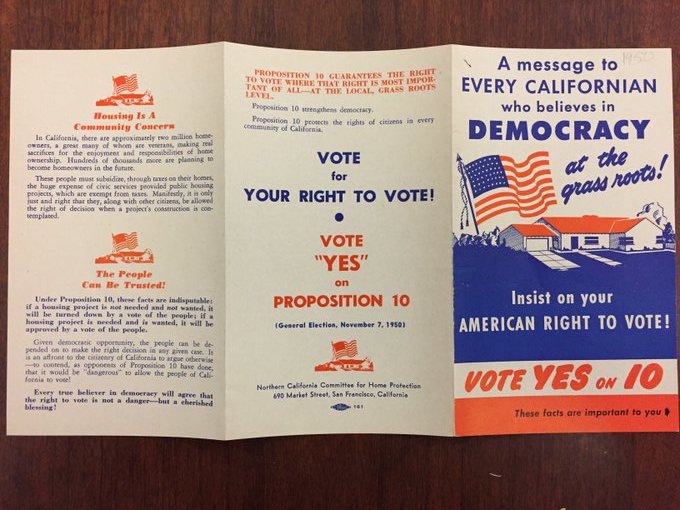 Housing Is A
Community Concern
In California, there are approximately two million home-
owners, a great many of whom are veterans, making real
sacrifices for the enjoyment and responsibilities of home
ownership. Hundreds of thousands more are planning to
become homeowners in the future.
These people must subsidize, through taxes on their homes,
the huge expense of civic services provided public housing
projects, which are exempt from taxes. Manifestly, it is only
just and right that they, along with other citizens, be allowed
the right of decision when a project's construction is con-
templated.
The People
Can Be Trusted!
Under Proposition 10, these facts are indisputable:
if a housing project is not needed and not wanted, it
will be turned down by a vote of the people; if a
housing project is needed and is wanted, it will be
approved by a vote of the people.
Given democratic opportunity, the people can be de-
pended on to make the right decision in any given case. It
is an affront to the citizenry of California to argue otherwise
—to contend, as opponents of Proposition 10 have done,
that it would be "dangerous" to allow the people of Cali-
fornia to vote!
Every true believer in democracy will agree that
the right to vote is not a danger—but a cherished
blessing!
PROPOSITION 10 GUARANTEES THE RIGHT
TO VOTE WHERE THAT RIGHT IS MOST IMPOR-
TANT OF ALL—AT THE LOCAL, GRASS ROOTS
LEVEL.
Proposition 10 strengthens democracy.
Proposition 10 protects the rights of citizens in every
community of California.
VOTE
for
YOUR RIGHT TO VOTE!
VOTE
"YES"
on
PROPOSITION 10
(General Election, November 7, 1950)
Northern California Committee for Home Protection
690 Market Street, San Francisco, California
161
1950
A message to
EVERY CALIFORNIAN
who believes in
DEMOCRACY
at the
grass roots!
Insist on your
AMERICAN RIGHT TO VOTE!
VOTE YES ON 10
These facts are important to you